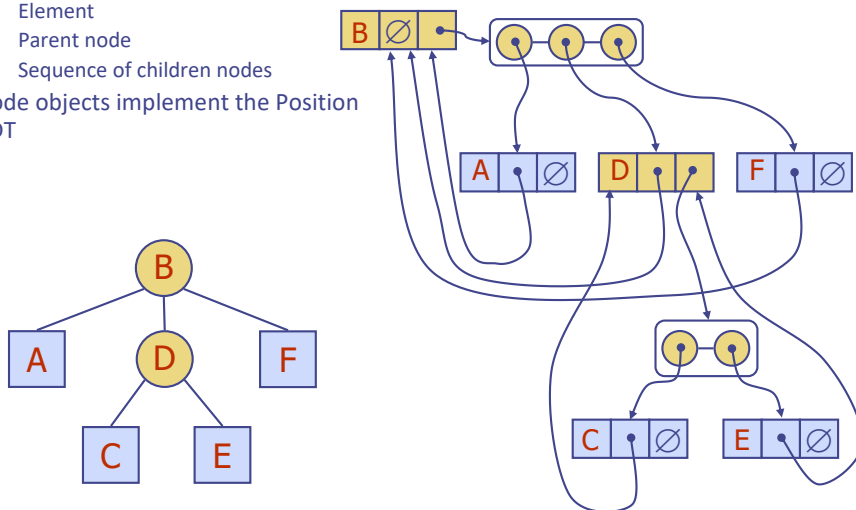 Element
Parent node
Sequence of children nodes
ode objects implement the Position
DT
B ∅
A ∅
D
F ∅
B
A
D
F
C
E
C ∅
E ∅